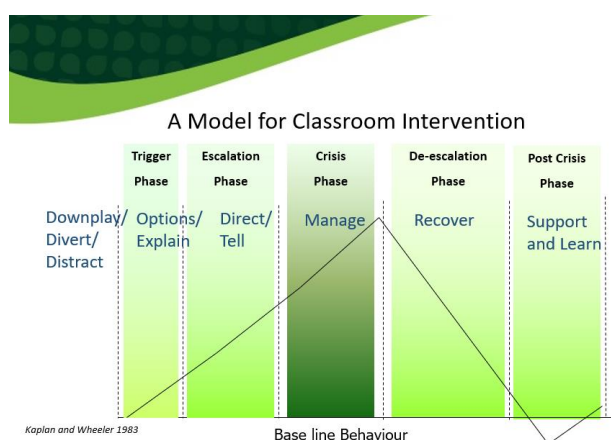 A Model for Classroom Intervention
Trigger
Phase
Escalation
Phase
Crisis
Phase
De-escalation
Phase
Post Crisis
Phase
Downplay/
Divert/
Distract
Options/
Explain
Direct/
Tell
Manage
Recover
Support
and Learn
Kaplan and Wheeler 1983
Base line Behaviour